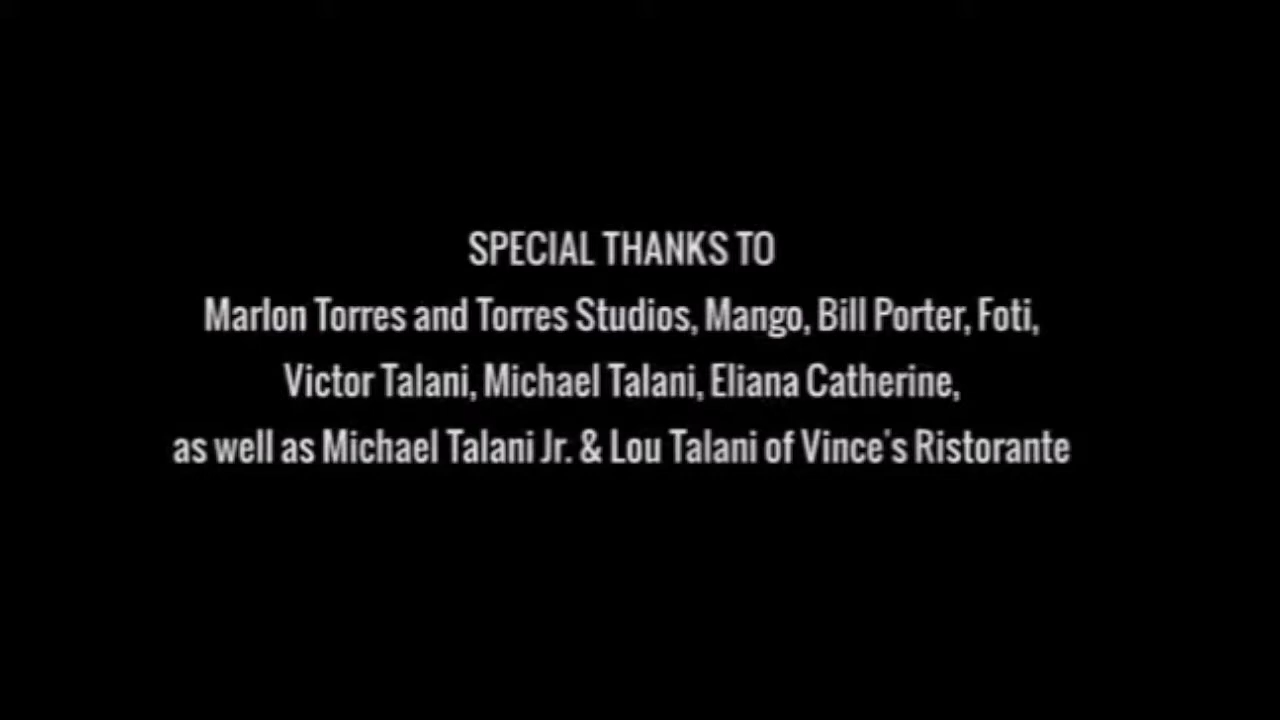 SPECIAL THANKS TO
Marlon Torres and Torres Studios, Mango, Bill Porter, Foti,
Victor Talani, Michael Talani, Eliana Catherine,
as well as Michael Talani Jr. & Lou Talani of Vince's Ristorante